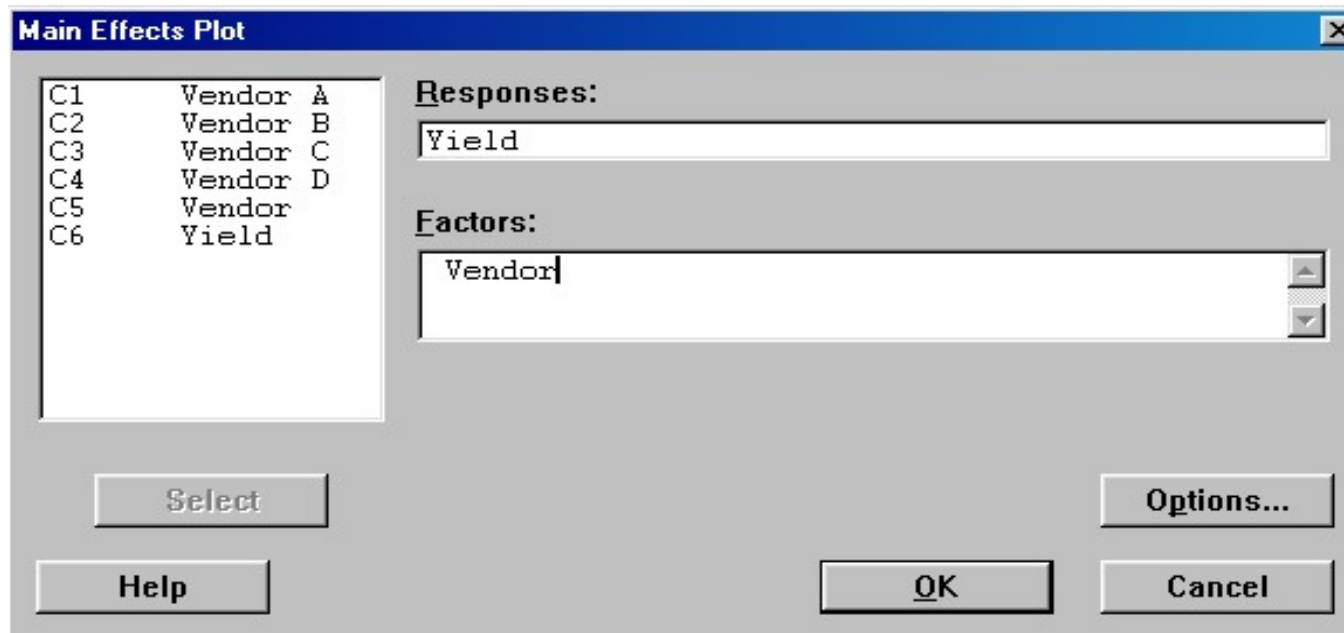 Main Effects Plot
C1 Vendor A
C2 Vendor B
C3 Vendor C
C4 Vendor D
C5 Vendor
C6 Yield
Responses:
Yield
Factors:
Vendor
Select
Options...
Help
OK
Cancel